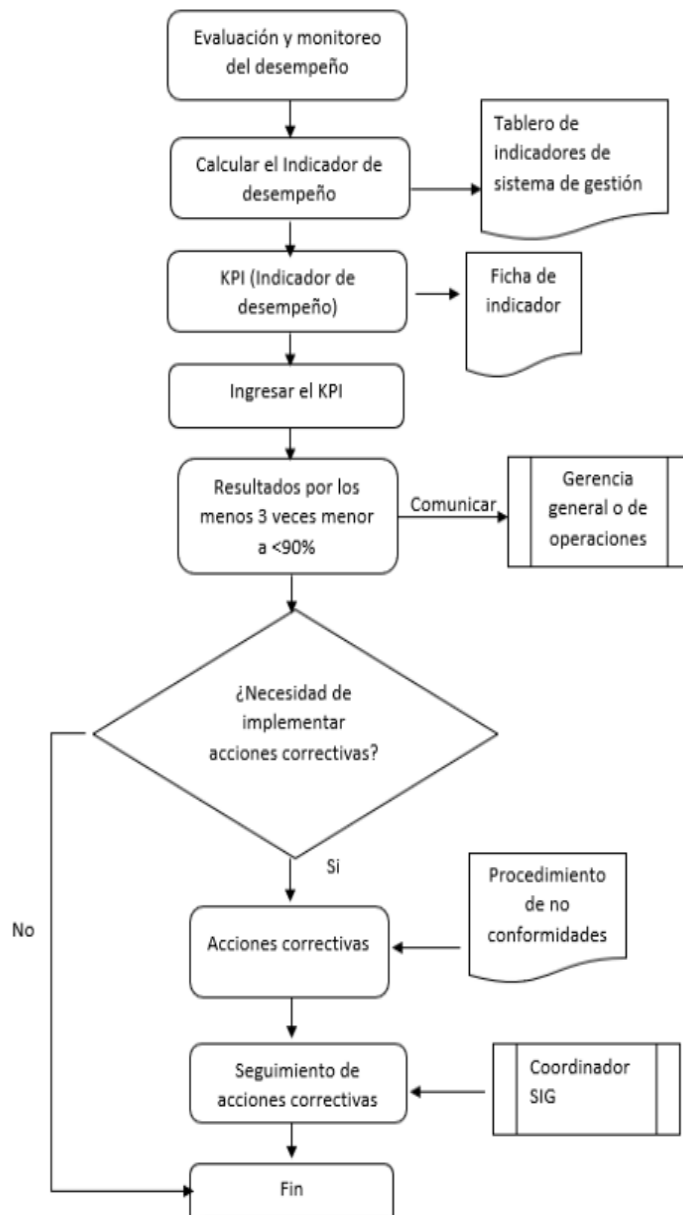 Evaluación y monitoreo
del desempeño
Calcular el Indicador de
desempeño
Tablero de
indicadores de
sistema de gestión
KPI (Indicador de
desempeño)
Ficha de
indicador
Ingresar el KPI
Resultados por los
menos 3 veces menor
a <90%
Comunicar
Gerencia
general o de
operaciones
¿Necesidad de
implementar
acciones correctivas?
Si
No
Procedimiento
de no
conformidades
Acciones correctivas
Seguimiento de
acciones correctivas
Coordinador
SIG
Fin